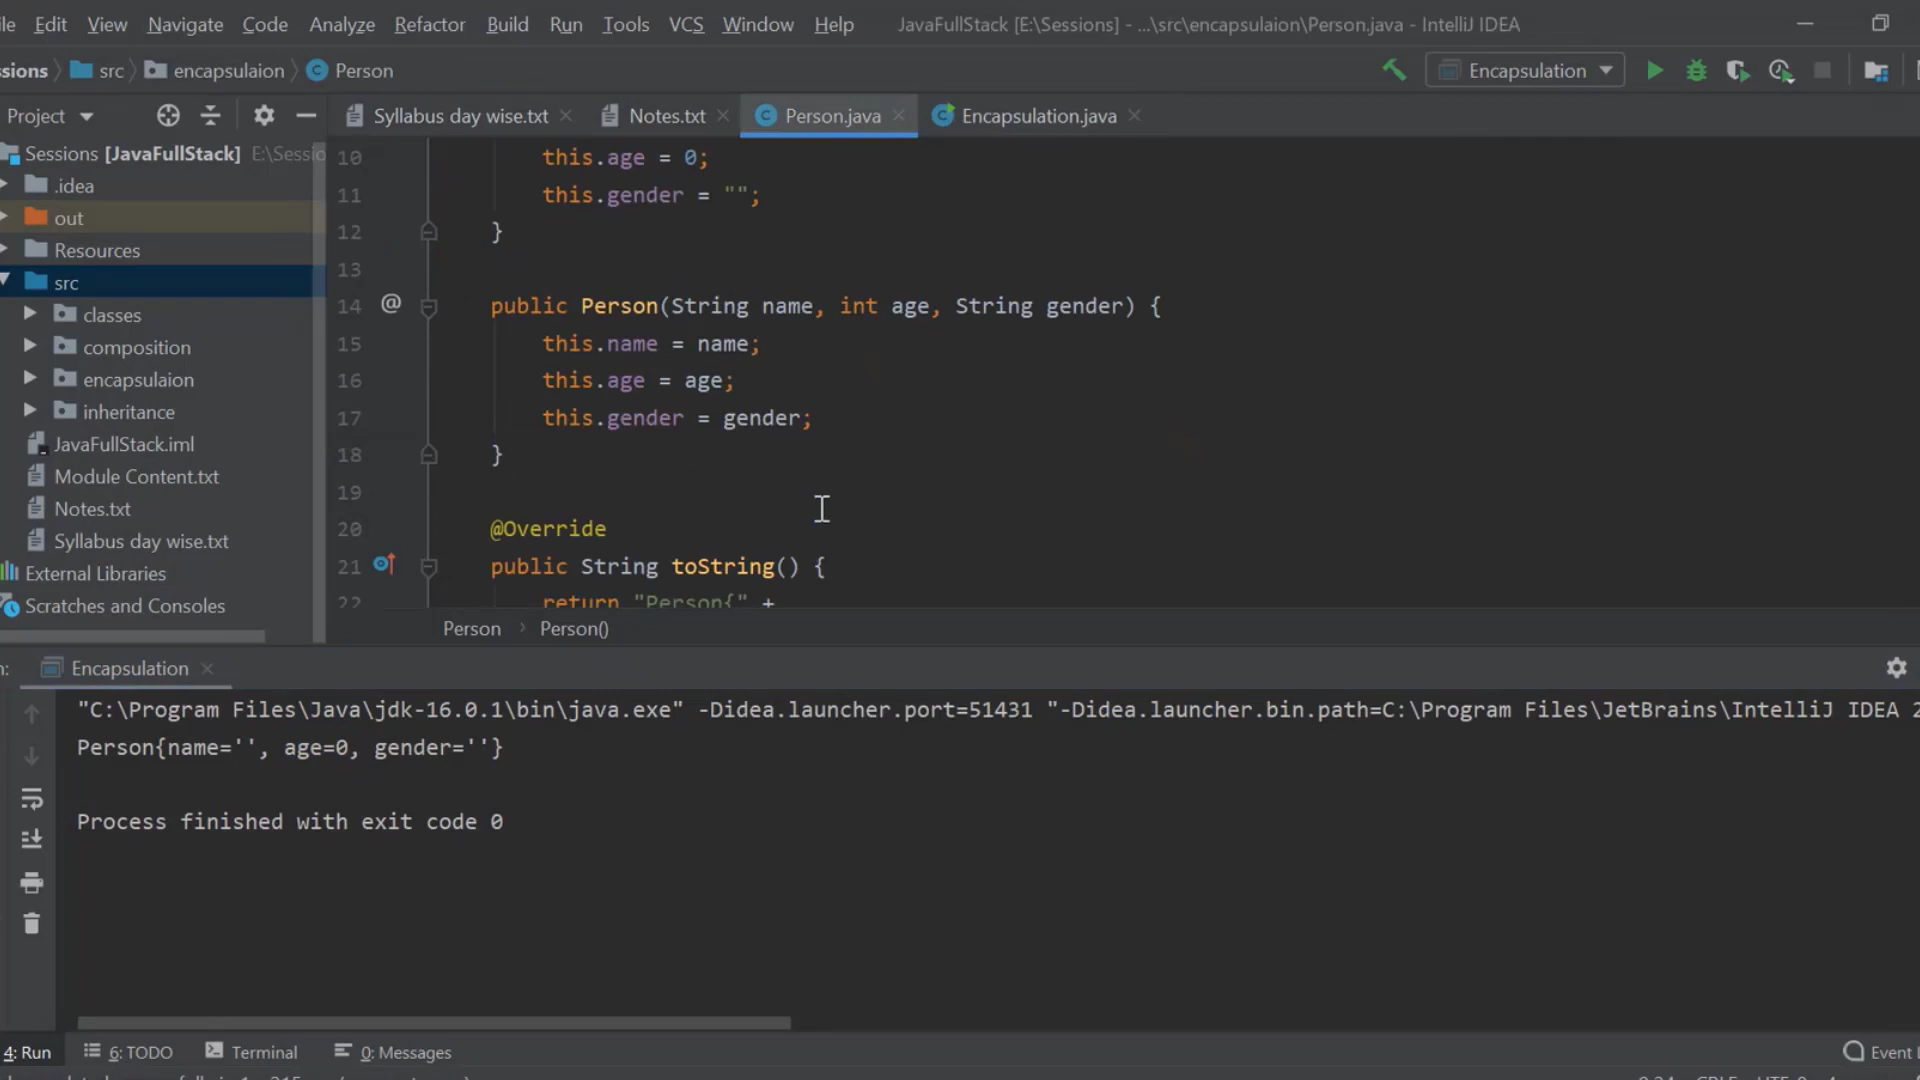 ile Edit View Navigate Code Analyze Refactor Build Run Tools VCS Window Help JavaFullStack [E:\Sessions] - ...\src\encapsulaion\Person.java - IntelliJ IDEA
ssions src encapsulaion Person Encapsulation
Project Syllabus day wise.txt Notes.txt Person.java Encapsulation.java
Sessions [JavaFullStack] E:\Sessio
.idea
out
Resources
src
classes
composition
encapsulaion
inheritance
JavaFullStack.iml
Module Content.txt
Notes.txt
Syllabus day wise.txt
External Libraries
Scratches and Consoles
10 this.age = 0;
11 this.gender = "";
12 }
13
14 @ public Person(String name, int age, String gender) {
15 this.name = name;
16 this.age = age;
17 this.gender = gender;
18 }
19
20 @Override
21 public String toString() {
22 return "Person{" +
Person Person()
n: Encapsulation
"C:\Program Files\Java\jdk-16.0.1\bin\java.exe" -Didea.launcher.port=51431 "-Didea.launcher.bin.path=C:\Program Files\JetBrains\IntelliJ IDEA 2
Person{name='', age=0, gender=''}
Process finished with exit code 0
4: Run 6: TODO Terminal 0: Messages Event